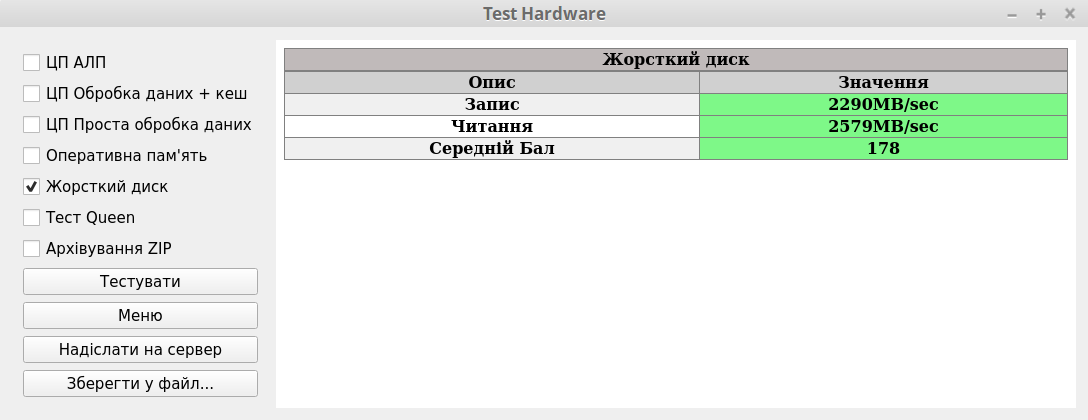 Test Hardware
ЦП АЛП
ЦП Обробка даних + кеш
ЦП Проста обробка даних
Оперативна пам'ять
Жорсткий диск
Тест Queen
Архівування ZIP
Тестувати
Меню
Надіслати на сервер
Зберегти у файл...
Жорсткий диск
Опис Значення
Запис 2290MB/sec
Читання 2579MB/sec
Середній Бал 178